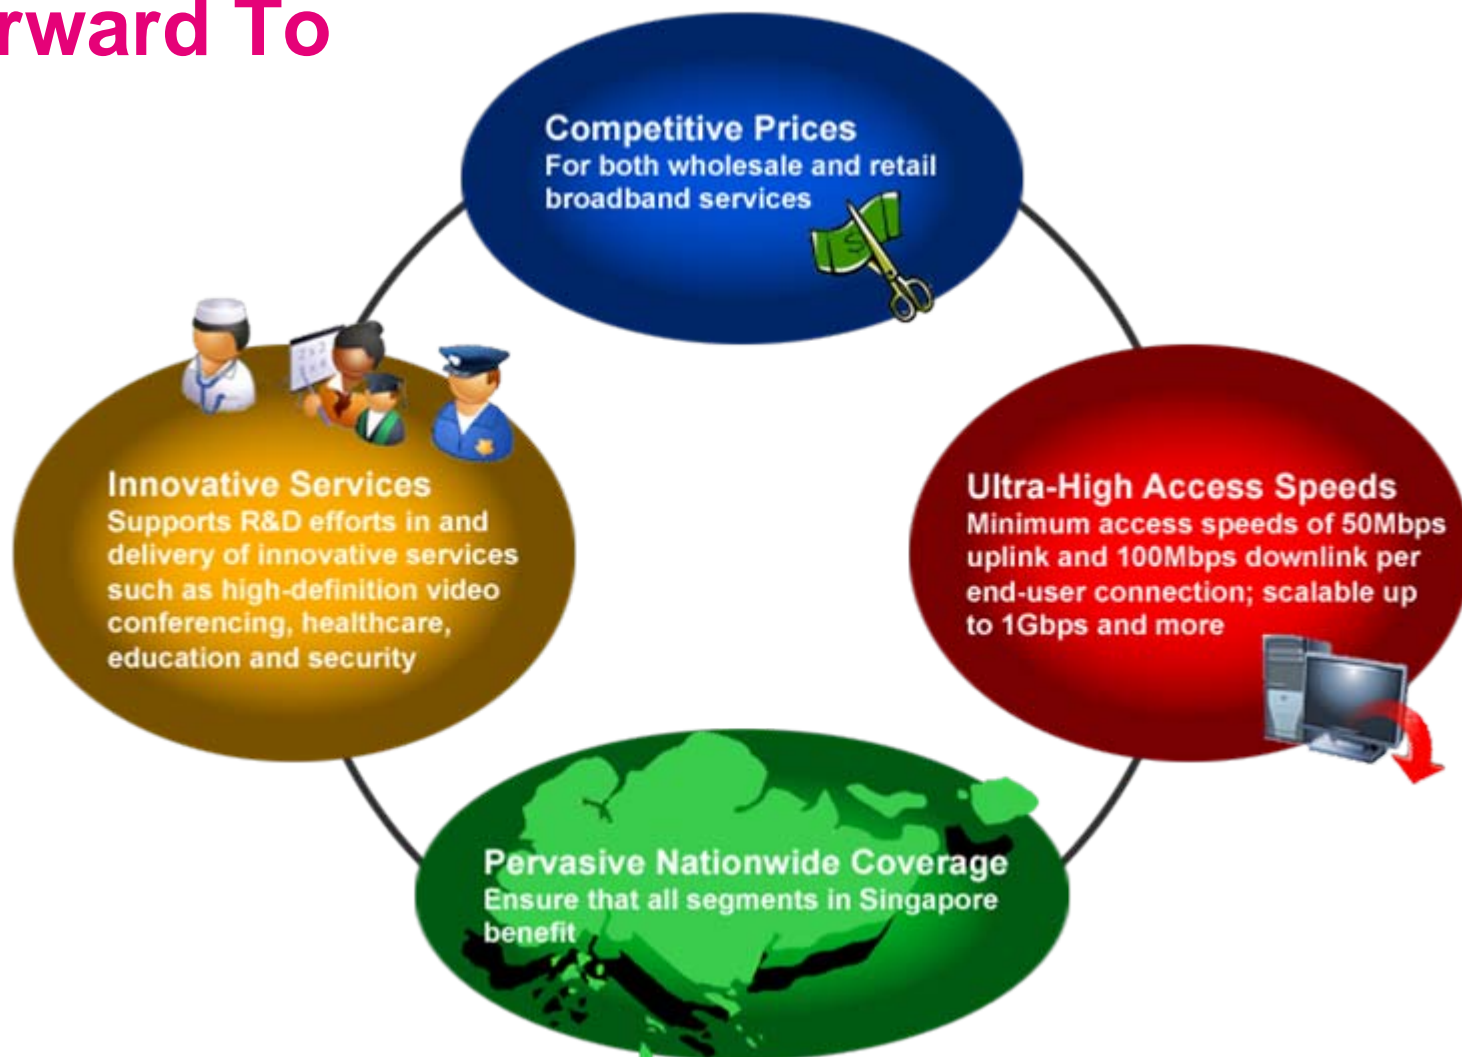 rward To
Competitive Prices
For both wholesale and retail
broadband services
Innovative Services
Supports R&D efforts in and
delivery of innovative services
such as high-definition video
conferencing, healthcare,
education and security
Ultra-High Access Speeds
Minimum access speeds of 50Mbps
uplink and 100Mbps downlink per
end-user connection; scalable up
to 1Gbps and more
Pervasive Nationwide Coverage
Ensure that all segments in Singapore
benefit